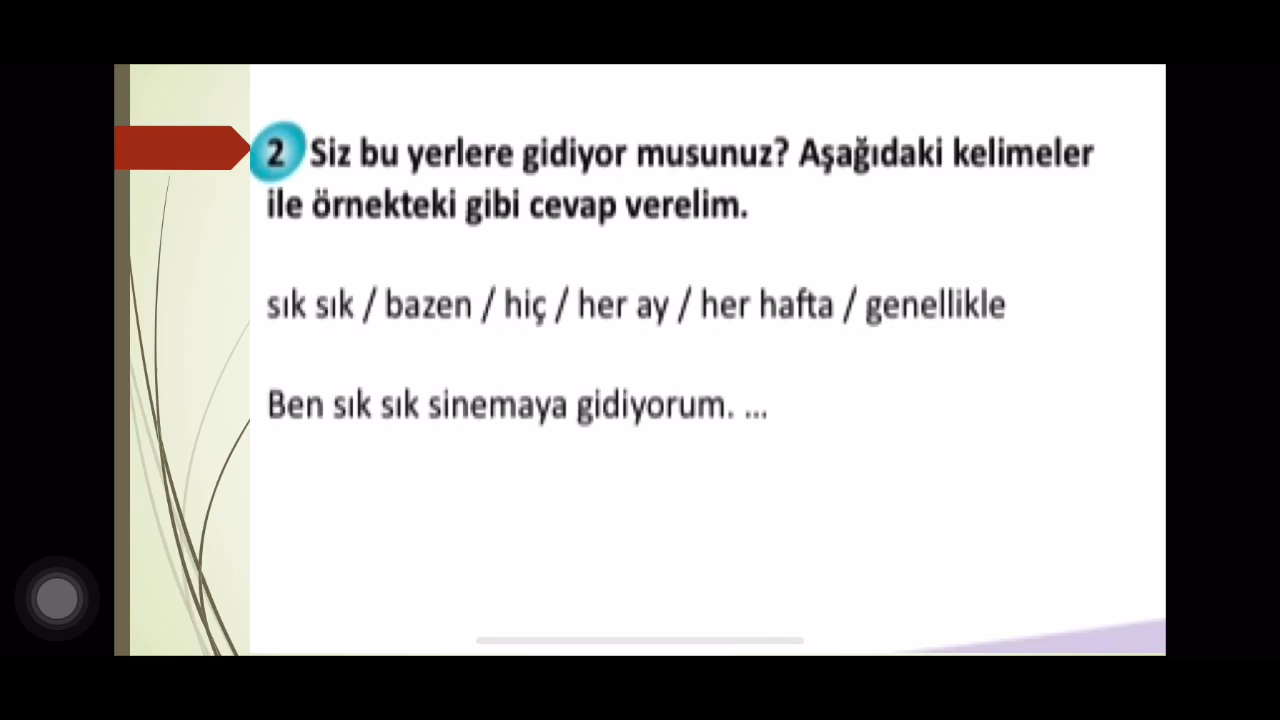 2 Siz bu yerlere gidiyor musunuz? Aşağıdaki kelimeler
ile örnekteki gibi cevap verelim.
sık sık / bazen / hiç / her ay / her hafta / genellikle
Ben sık sık sinemaya gidiyorum. ...